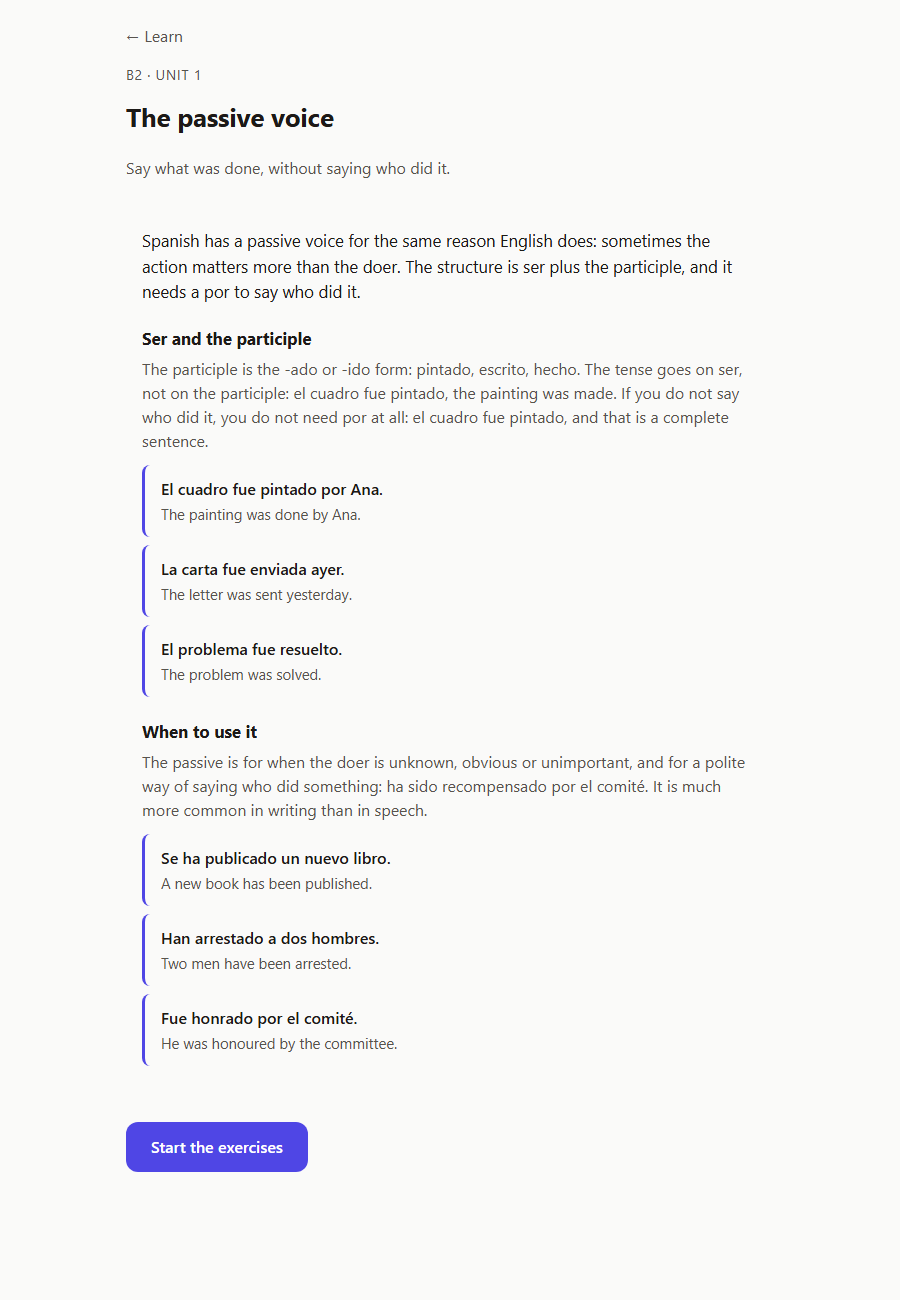 ← Learn
B2 · UNIT 1
The passive voice
Say what was done, without saying who did it.
Spanish has a passive voice for the same reason English does: sometimes the
action matters more than the doer. The structure is ser plus the participle, and it
needs a por to say who did it.
Ser and the participle
The participle is the -ado or -ido form: pintado, escrito, hecho. The tense goes on ser,
not on the participle: el cuadro fue pintado, the painting was made. If you do not say
who did it, you do not need por at all: el cuadro fue pintado, and that is a complete
sentence.
El cuadro fue pintado por Ana.
The painting was done by Ana.
La carta fue enviada ayer.
The letter was sent yesterday.
El problema fue resuelto.
The problem was solved.
When to use it
The passive is for when the doer is unknown, obvious or unimportant, and for a polite
way of saying who did something: ha sido recompensado por el comité. It is much
more common in writing than in speech.
Se ha publicado un nuevo libro.
A new book has been published.
Han arrestado a dos hombres.
Two men have been arrested.
Fue honrado por el comité.
He was honoured by the committee.
Start the exercises